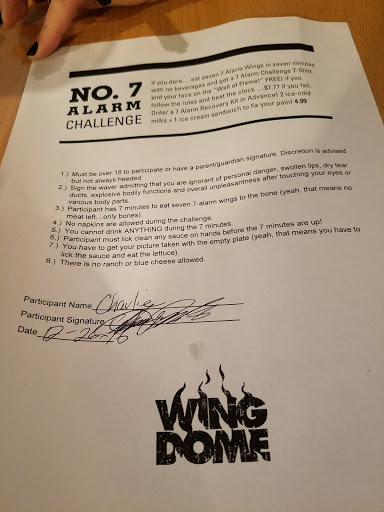 NO. 7
ALARM
CHALLENGE
If you dare... eat seven 7 Alarm Wings in seven minutes
with no beverages and get a 7 Alarm Challenge T-Shirt
and your face on the "Wall of Flame!" FREE! if you
follow the rules and beat the clock ...$7.77 if you fail.
Order a 7 Alarm Recovery Kit in Advance! 2 ice-cold
milks + 1 ice cream sandwich to fix your paint 4.99
1.) Must be over 18 to participate or have a parent/guardian signature. Discretion is advised
but not always heeded.
2.) Sign the waiver admitting that you are ignorant of personal danger, swollen lips, dry tear
ducts, explosive bodily functions and overall unpleasantness after touching your eyes or
various body parts.
3.) Participant has 7 minutes to eat seven 7-alarm wings to the bone (yeah, that means no
meat left...only bones).
4.) No napkins are allowed during the challenge.
5.) You cannot drink ANYTHING during the 7 minutes
6.) Participant must lick clean any sauce on hands before the 7 minutes are up!
7.) You have to get your picture taken with the empty plate (yeah, that means you have to
lick the sauce and eat the lettuce).
8.) There is no ranch or blue cheese allowed.
Participant Name Charlie
Participant Signature
Date 12-26-16
WING
DOME